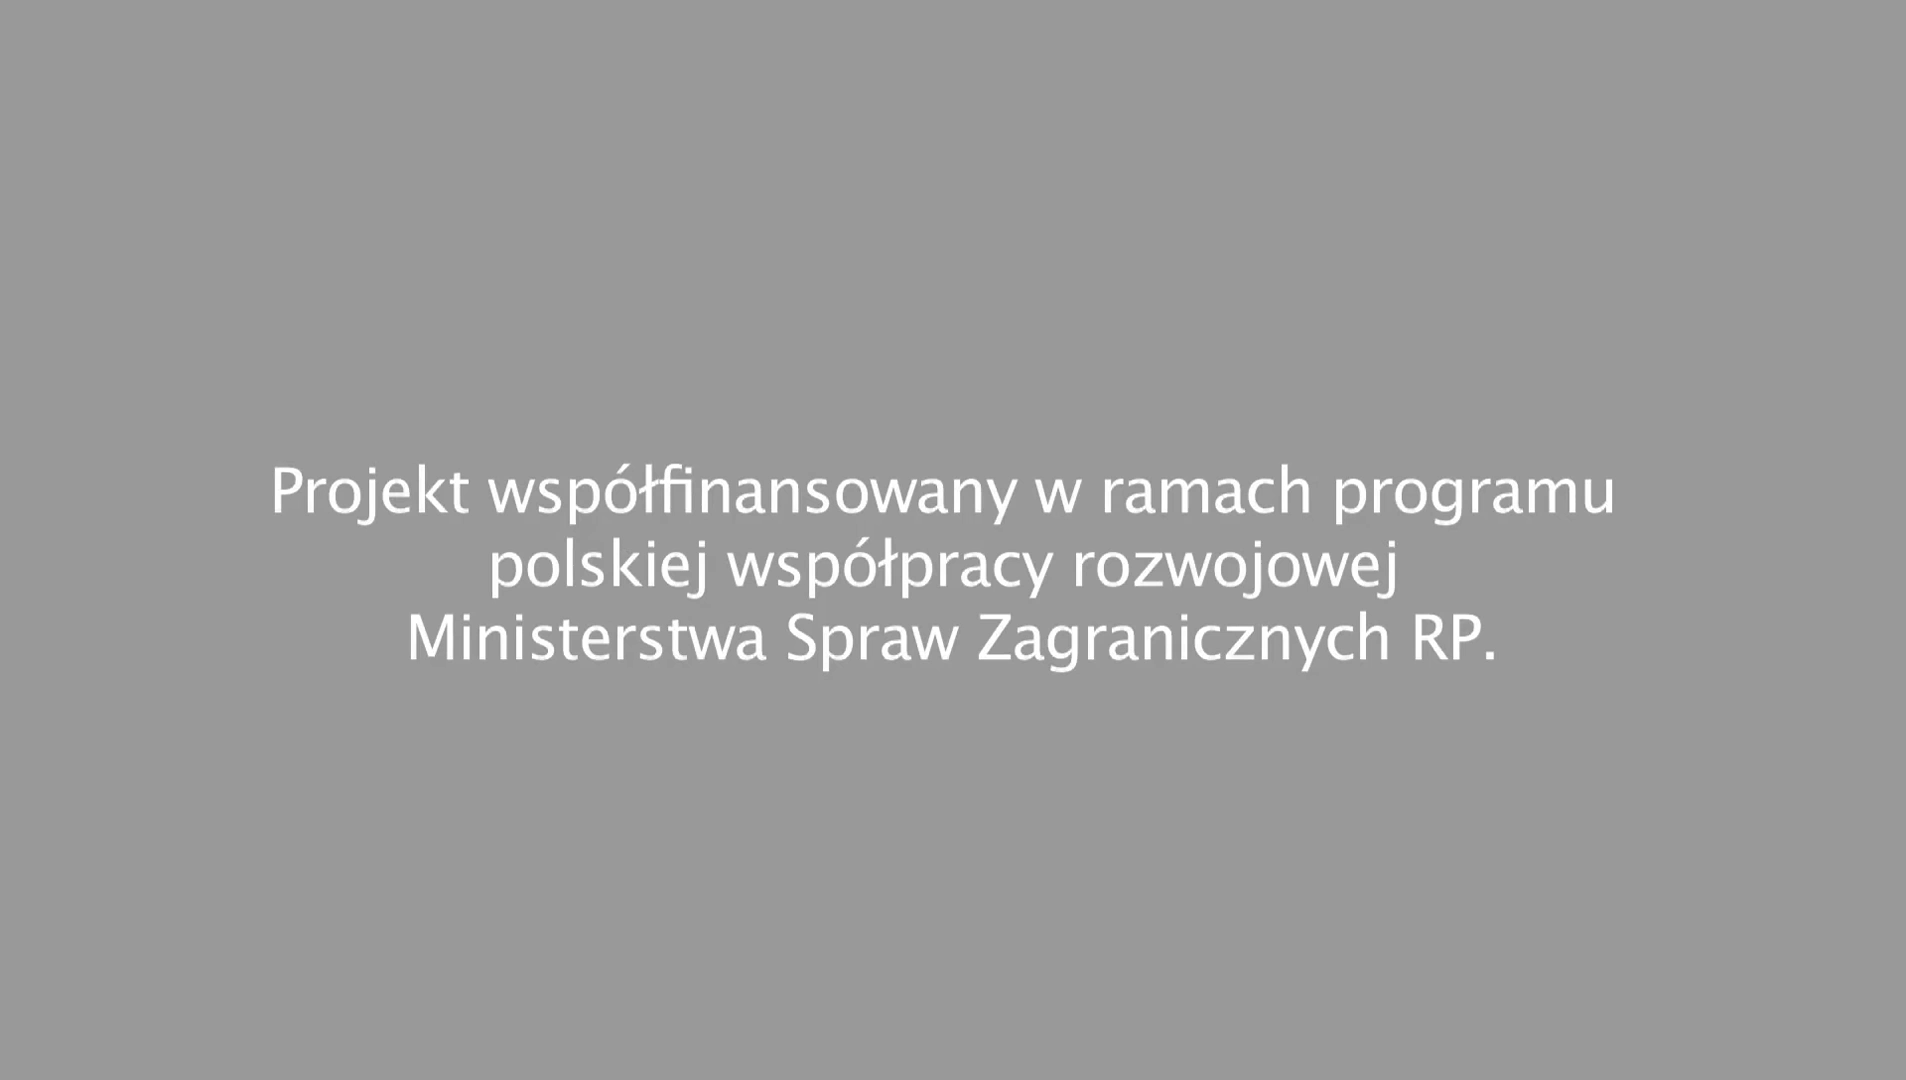 Projekt współfinansowany w ramach programu
polskiej współpracy rozwojowej
Ministerstwa Spraw Zagranicznych RP.